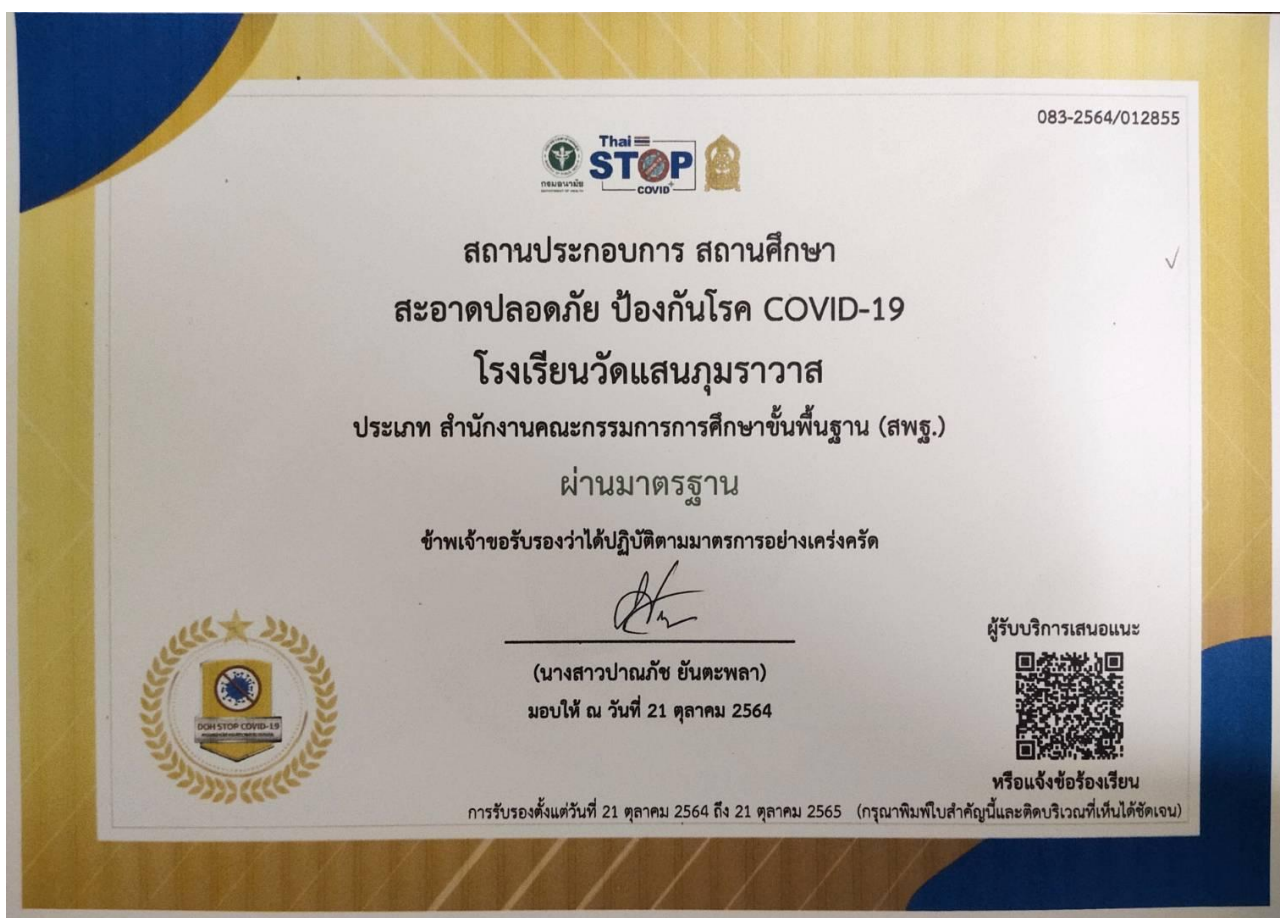 083-2564/012855
Thai
STOP
COVID
กรมอนามัย
สถานประกอบการ สถานศึกษา
สะอาดปลอดภัย ป้องกันโรค COVID-19
โรงเรียนวัดแสนภุมราวาส
ประเภท สำนักงานคณะกรรมการการศึกษาขั้นพื้นฐาน (สพฐ.)
ผ่านมาตรฐาน
ข้าพเจ้าขอรับรองว่าได้ปฏิบัติตามมาตรการอย่างเคร่งครัด
(นางสาวปาณภัช ยันตะพลา)
มอบให้ ณ วันที่ 21 ตุลาคม 2564
DOH STOP COVID-19
ผู้รับบริการเสนอแนะ
หรือแจ้งข้อร้องเรียน
การรับรองตั้งแต่วันที่ 21 ตุลาคม 2564 ถึง 21 ตุลาคม 2565 (กรุณาพิมพ์ใบสำคัญนี้และติดบริเวณที่เห็นได้ชัดเจน)